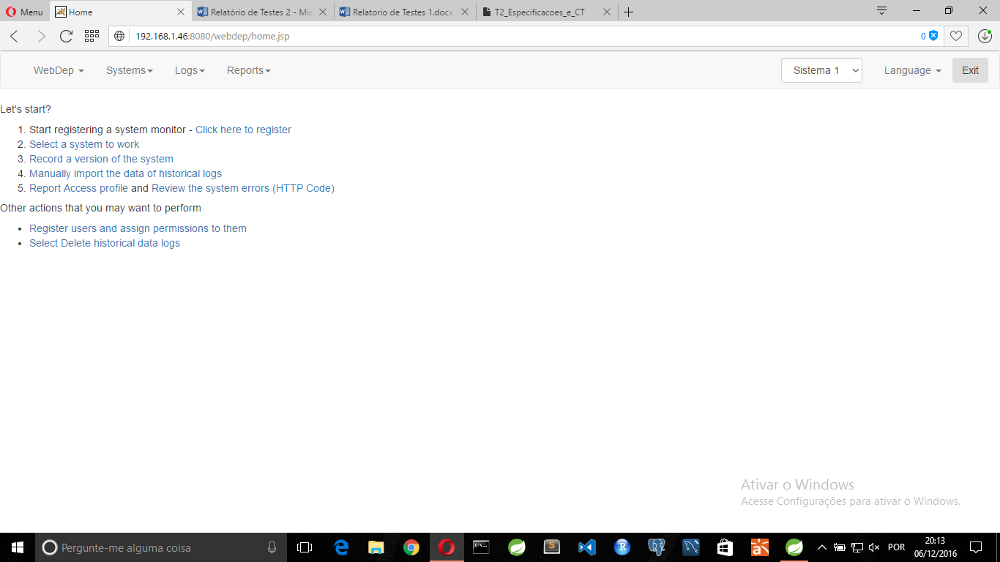 Menu Home Relatório de Testes 2 - Mic Relatorio de Testes 1.docx T2_Especificacoes_e_CT
192.168.1.46:8080/webdep/home.jsp 0
WebDep Systems Logs Reports Sistema 1 Language Exit
Let's start?
1. Start registering a system monitor - Click here to register
2. Select a system to work
3. Record a version of the system
4. Manually import the data of historical logs
5. Report Access profile and Review the system errors (HTTP Code)
Other actions that you may want to perform
• Register users and assign permissions to them
• Select Delete historical data logs
Ativar o Windows
Acesse Configurações para ativar o Windows.
Pergunte-me alguma coisa POR 20:13
06/12/2016